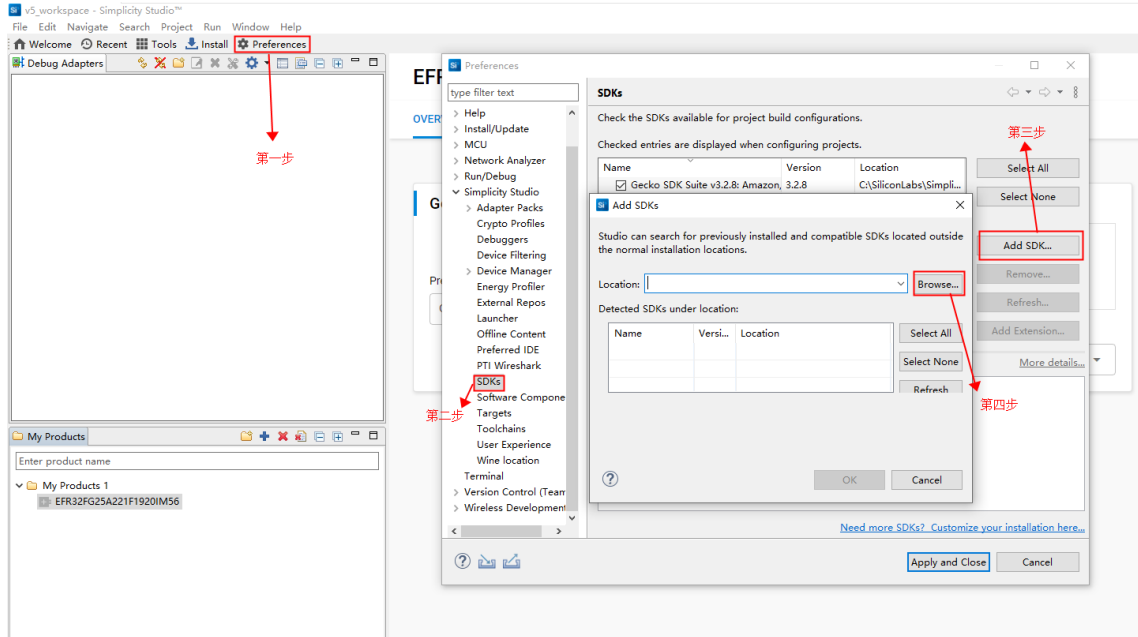 v5_workspace - Simplicity Studio™
File Edit Navigate Search Project Run Window Help
Welcome Recent Tools Install Preferences
Debug Adapters
第一步
My Products
Enter product name
My Products 1
EFR32FG25A221F1920IM56
Preferences
type filter text
Help
Install/Update
MCU
Network Analyzer
Run/Debug
Simplicity Studio
Adapter Packs
Crypto Profiles
Debuggers
Device Filtering
Device Manager
Energy Profiler
External Repos
Launcher
Offline Content
Preferred IDE
PTI Wireshark
SDKs
第二步
Software Compone
Targets
Toolchains
User Experience
Wine location
Terminal
Version Control (Team
Wireless Development
SDKs
Check the SDKs available for project build configurations.
Checked entries are displayed when configuring projects.
Name Version Location
Gecko SDK Suite v3.2.8: Amazon, 3.2.8 C:\SiliconLabs\Simpli...
第三步
Select All
Select None
Add SDK...
Remove...
Refresh...
Add Extension...
More details...
Add SDKs
Studio can search for previously installed and compatible SDKs located outside
the normal installation locations.
Location: Browse...
Detected SDKs under location:
Name Versi... Location
Select All
Select None
Refresh
第四步
OK Cancel
Need more SDKs? Customize your installation here...
Apply and Close Cancel